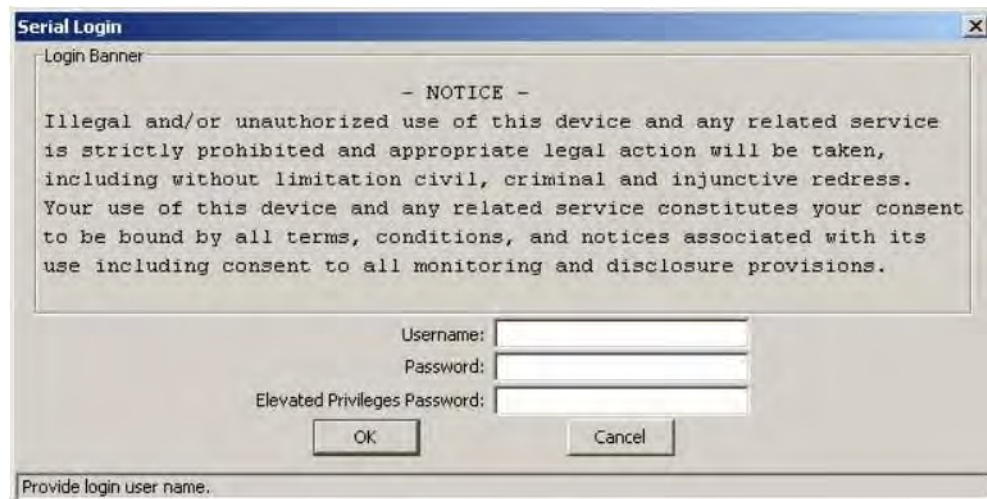 Serial Login
Login Banner
- NOTICE -
Illegal and/or unauthorized use of this device and any related service
is strictly prohibited and appropriate legal action will be taken,
including without limitation civil, criminal and injunctive redress.
Your use of this device and any related service constitutes your consent
to be bound by all terms, conditions, and notices associated with its
use including consent to all monitoring and disclosure provisions.
Username:
Password:
Elevated Privileges Password:
OK Cancel
Provide login user name.